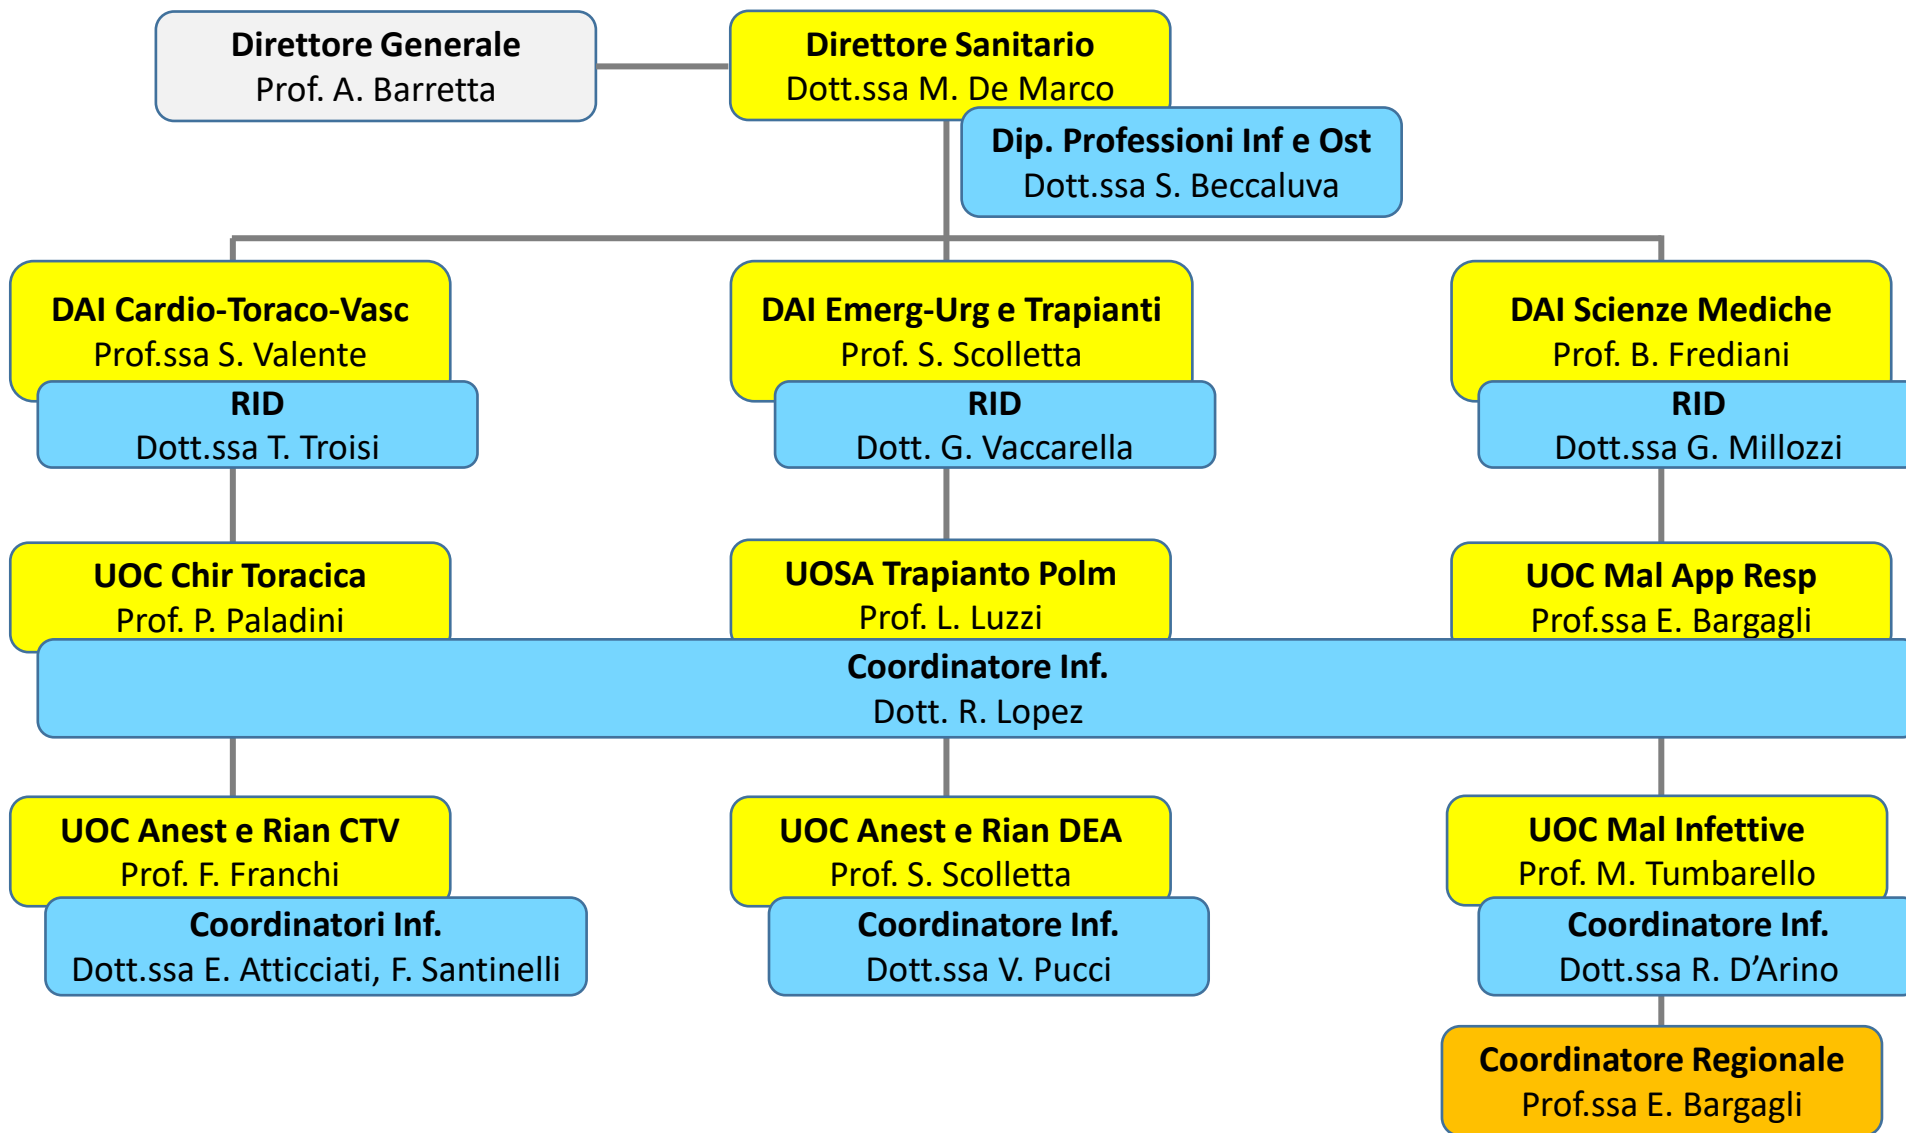 Direttore Generale
Prof. A. Barretta
Direttore Sanitario
Dott.ssa M. De Marco
Dip. Professioni Inf e Ost
Dott.ssa S. Beccaluva
DAI Cardio-Toraco-Vasc
Prof.ssa S. Valente
RID
Dott.ssa T. Troisi
DAI Emerg-Urg e Trapianti
Prof. S. Scolletta
RID
Dott. G. Vaccarella
DAI Scienze Mediche
Prof. B. Frediani
RID
Dott.ssa G. Millozzi
UOC Chir Toracica
Prof. P. Paladini
UOSA Trapianto Polm
Prof. L. Luzzi
UOC Mal App Resp
Prof.ssa E. Bargagli
Coordinatore Inf.
Dott. R. Lopez
UOC Anest e Rian CTV
Prof. F. Franchi
Coordinatori Inf.
Dott.ssa E. Atticciati, F. Santinelli
UOC Anest e Rian DEA
Prof. S. Scolletta
Coordinatore Inf.
Dott.ssa V. Pucci
UOC Mal Infettive
Prof. M. Tumbarello
Coordinatore Inf.
Dott.ssa R. D’Arino
Coordinatore Regionale
Prof.ssa E. Bargagli